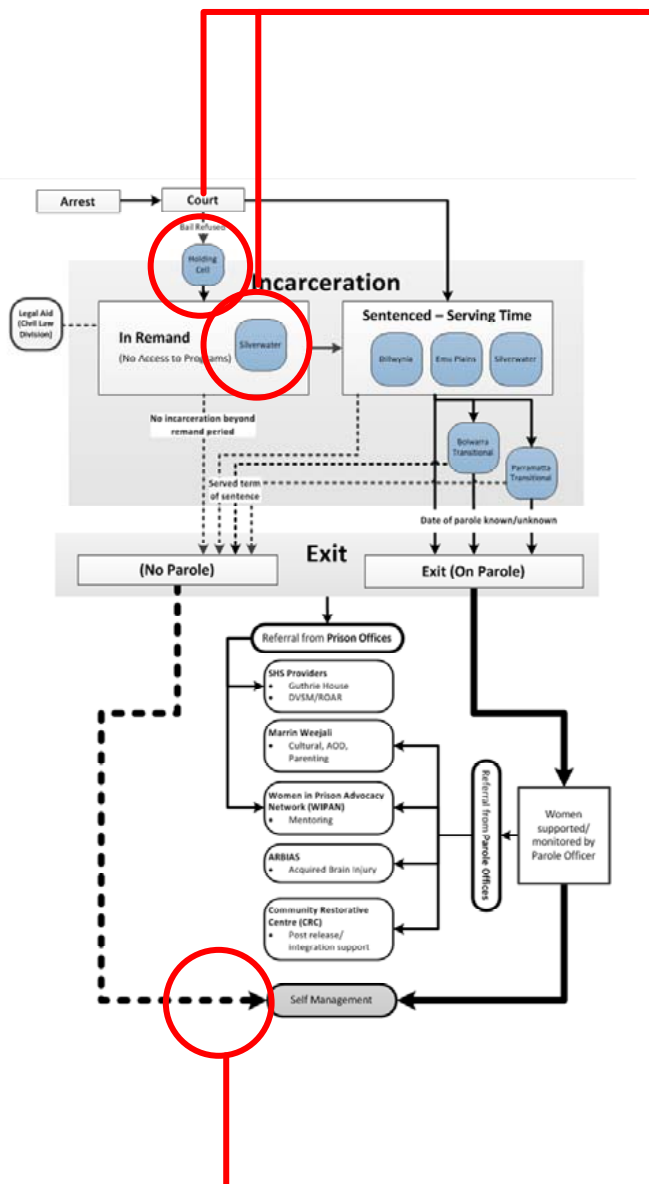 Arrest
Court
Bail Refused
Holding
Cell
Incarceration
Legal Aid
(Civil Law
Division)
In Remand
(No Access to Programs)
Silverwater
Sentenced – Serving Time
Dillwynia
Emu Plains
Silverwater
No incarceration beyond
remand period
Bolwarra
Transitional
Parramatta
Transitional
Served term
of sentence
Date of parole known/unknown
Exit
(No Parole)
Exit (On Parole)
Referral from Prison Offices
SHS Providers
• Guthrie House
• DVSM/ROAR
Marrin Weejali
• Cultural, AOD,
Parenting
Women in Prison Advocacy
Network (WIPAN)
• Mentoring
ARBIAS
• Acquired Brain Injury
Community Restorative
Centre (CRC)
• Post release/
integration support
Referral from Parole Offices
Women
supported/
monitored by
Parole Officer
Self Management